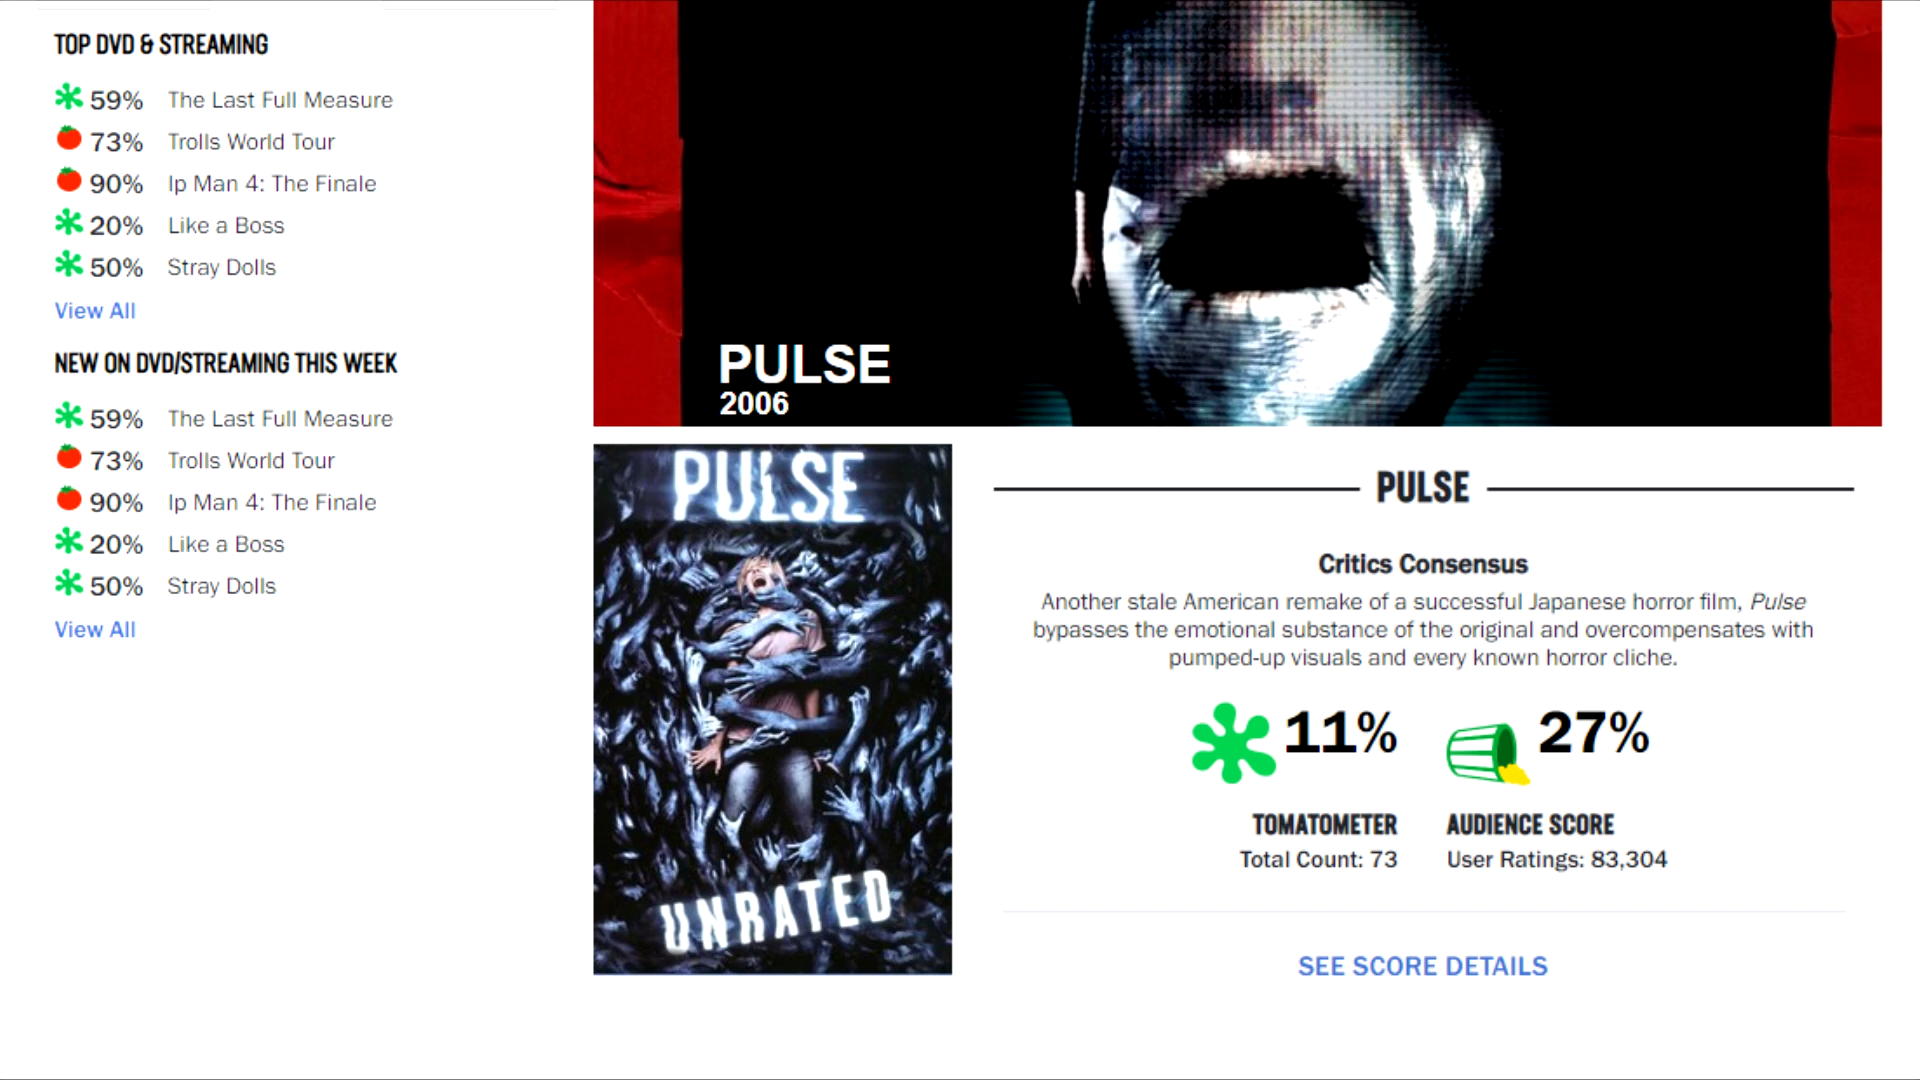 TOP DVD & STREAMING
59% The Last Full Measure
73% Trolls World Tour
90% Ip Man 4: The Finale
20% Like a Boss
50% Stray Dolls
View All
NEW ON DVD/STREAMING THIS WEEK
59% The Last Full Measure
73% Trolls World Tour
90% Ip Man 4: The Finale
20% Like a Boss
50% Stray Dolls
View All
PULSE
2006
PULSE
UNRATED
PULSE
Critics Consensus
Another stale American remake of a successful Japanese horror film, Pulse
bypasses the emotional substance of the original and overcompensates with
pumped-up visuals and every known horror cliche.
11% 27%
TOMATOMETER AUDIENCE SCORE
Total Count: 73 User Ratings: 83,304
SEE SCORE DETAILS